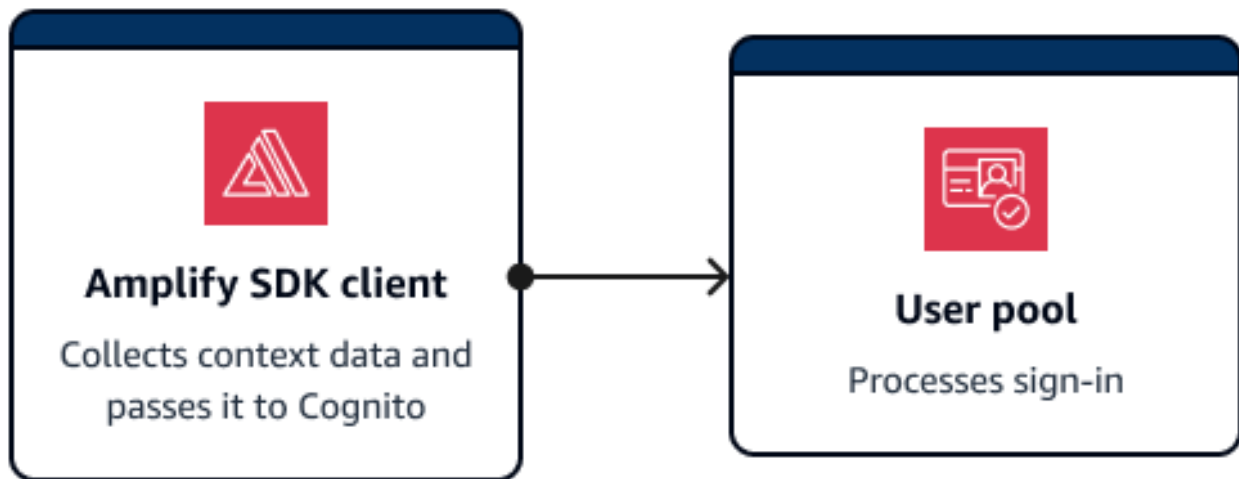 Amplify SDK client
Collects context data and
passes it to Cognito
User pool
Processes sign-in